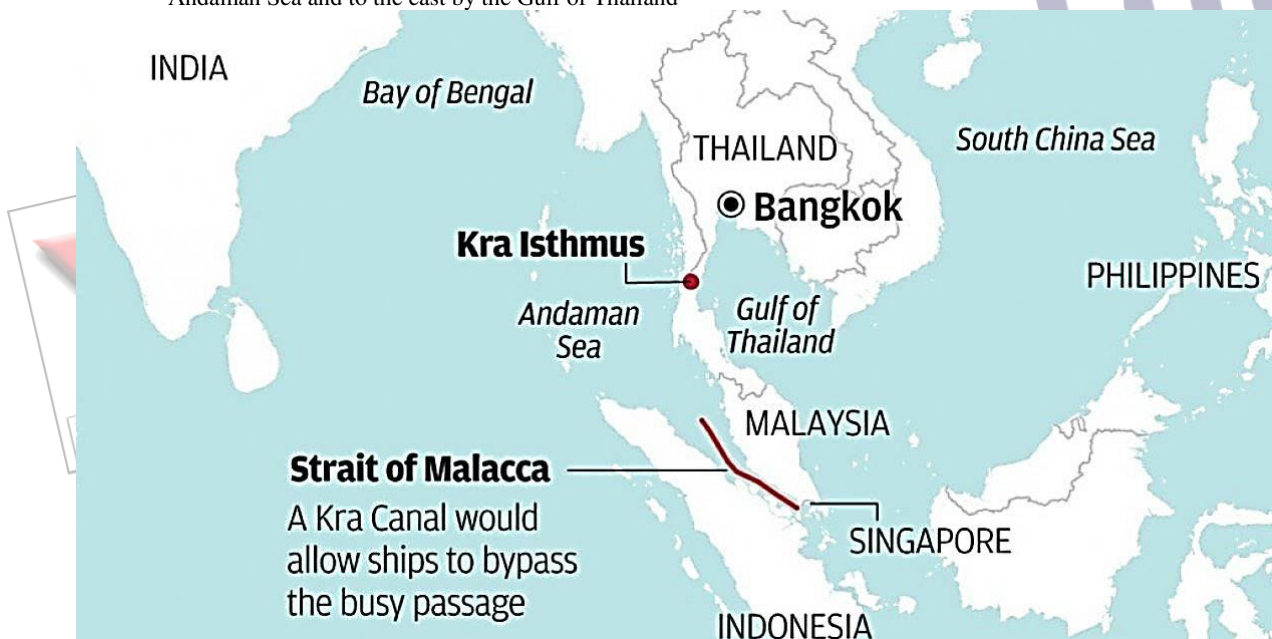 Andaman Sea and to the east by the Gulf of Thailand
INDIA
Bay of Bengal
THAILAND
South China Sea
Bangkok
Kra Isthmus
PHILIPPINES
Andaman
Sea
Gulf of
Thailand
MALAYSIA
Strait of Malacca
A Kra Canal would
allow ships to bypass
the busy passage
SINGAPORE
INDONESIA